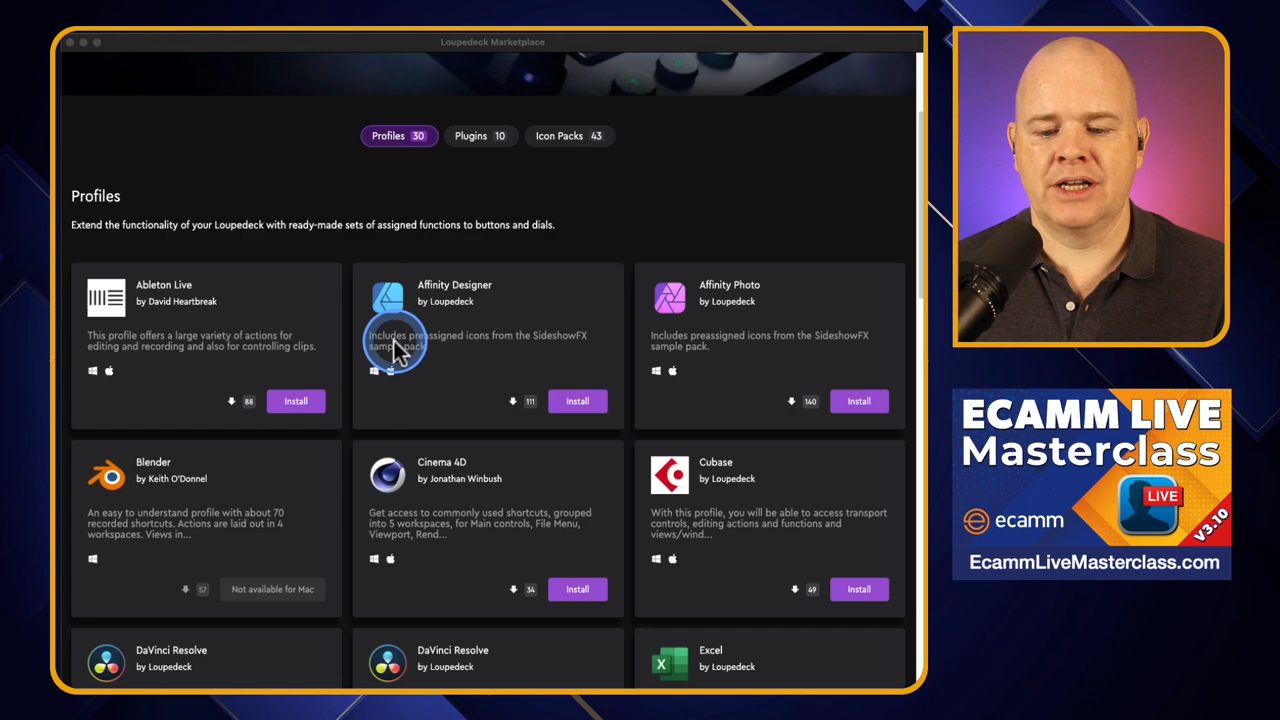 Loupedeck Marketplace
Profiles 30
Plugins 10
Icon Packs 43
Profiles
Extend the functionality of your Loupedeck with ready-made sets of assigned functions to buttons and dials.
Ableton Live
by David Heartbreak
This profile offers a large variety of actions for
editing and recording and also for controlling clips.
88
Install
Affinity Designer
by Loupedeck
Includes preassigned icons from the SideshowFX
sample pack.
111
Install
Affinity Photo
by Loupedeck
Includes preassigned icons from the SideshowFX
sample pack.
140
Install
Blender
by Keith O'Donnel
An easy to understand profile with about 70
recorded shortcuts. Actions are laid out in 4
workspaces. Views in...
57
Not available for Mac
Cinema 4D
by Jonathan Winbush
Get access to commonly used shortcuts, grouped
into 5 workspaces, for Main controls, File Menu,
Viewport, Rend...
34
Install
Cubase
by Loupedeck
With this profile, you will be able to access transport
controls, editing actions and functions and
views/wind...
49
Install
DaVinci Resolve
by Loupedeck
DaVinci Resolve
by Loupedeck
Excel
by Loupedeck
ECAMM LIVE
Masterclass
LIVE
ecamm
V3.10
EcammLiveMasterclass.com